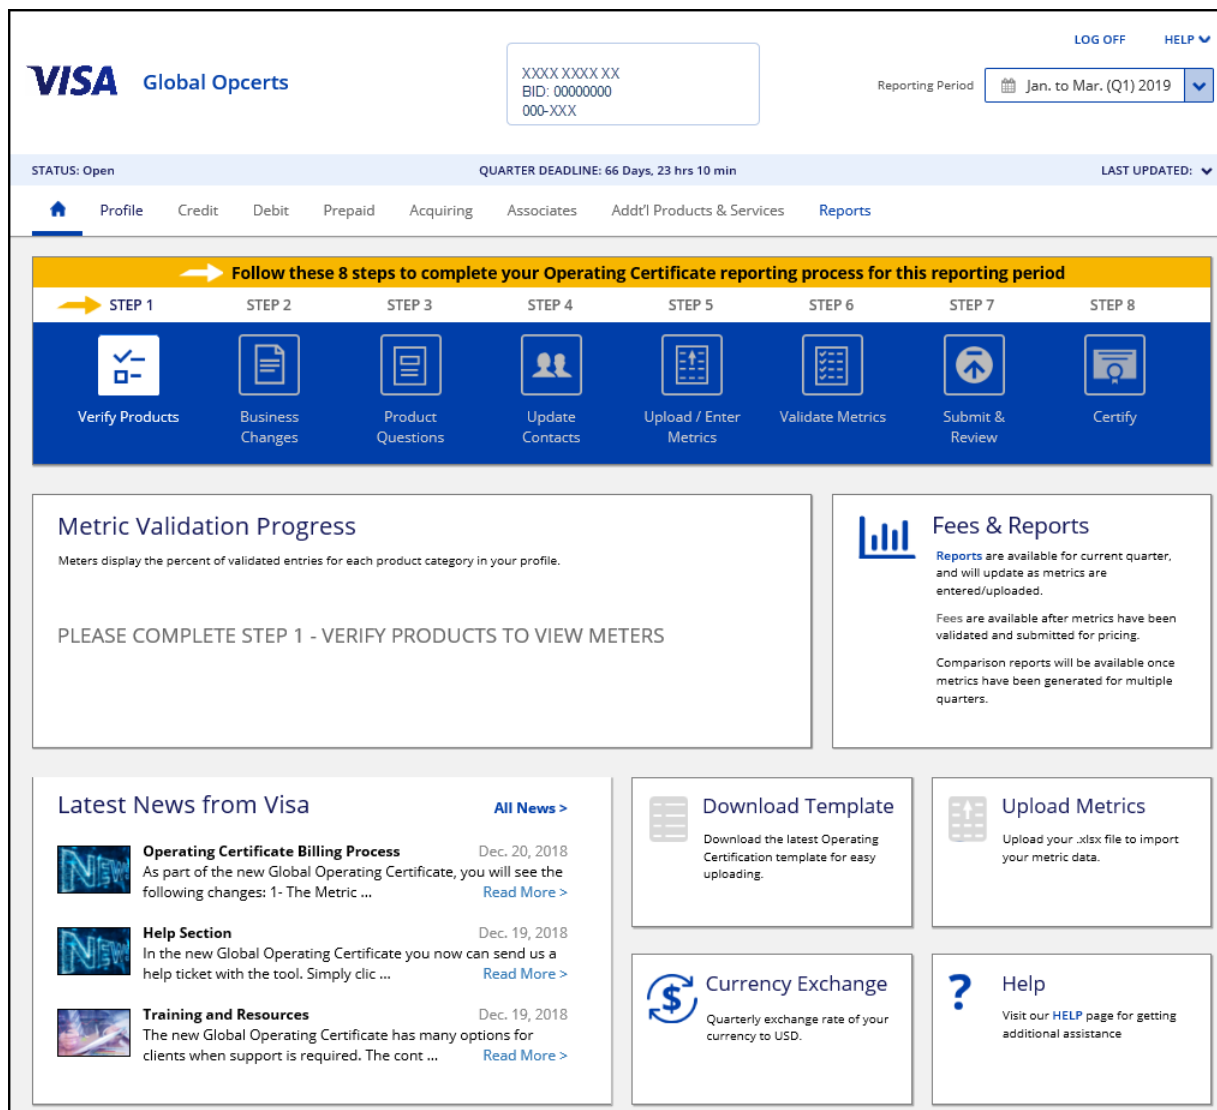 LOG OFF HELP
VISA Global Opcerts
XXXX XXXX XX
BID: 00000000
000-XXX
Reporting Period Jan. to Mar. (Q1) 2019
STATUS: Open QUARTER DEADLINE: 66 Days, 23 hrs 10 min LAST UPDATED:
Profile Credit Debit Prepaid Acquiring Associates Addt'l Products & Services Reports
Follow these 8 steps to complete your Operating Certificate reporting process for this reporting period
STEP 1 STEP 2 STEP 3 STEP 4 STEP 5 STEP 6 STEP 7 STEP 8
Verify Products
Business
Changes
Product
Questions
Update
Contacts
Upload / Enter
Metrics
Validate Metrics
Submit &
Review
Certify
Metric Validation Progress
Meters display the percent of validated entries for each product category in your profile.
PLEASE COMPLETE STEP 1 - VERIFY PRODUCTS TO VIEW METERS
Fees & Reports
Reports are available for current quarter,
and will update as metrics are
entered/uploaded.
Fees are available after metrics have been
validated and submitted for pricing.
Comparison reports will be available once
metrics have been generated for multiple
quarters.
Latest News from Visa All News >
NEW
Operating Certificate Billing Process Dec. 20, 2018
As part of the new Global Operating Certificate, you will see the
following changes: 1- The Metric ... Read More >
NEW
Help Section Dec. 19, 2018
In the new Global Operating Certificate you now can send us a
help ticket with the tool. Simply clic ... Read More >
Training and Resources Dec. 19, 2018
The new Global Operating Certificate has many options for
clients when support is required. The cont ... Read More >
Download Template
Download the latest Operating
Certification template for easy
uploading.
Upload Metrics
Upload your .xlsx file to import
your metric data.
Currency Exchange
Quarterly exchange rate of your
currency to USD.
? Help
Visit our HELP page for getting
additional assistance